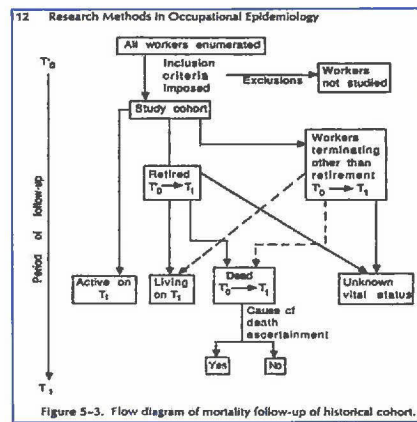 12 Research Methods in Occupational Epidemiology
All workers enumerated
T₀
Inclusion
criteria
imposed
Exclusions
Workers
not studied
Study cohort
Workers
terminating
other than
retirement
T₀ → T₁
Retired
T₀ → T₁
Period of follow-up
Active on
T₁
Living
on T₁
Dead
T₀ → T₁
Unknown
vital status
Cause of
death
ascertainment
Yes
No
T₁
Figure 5-3. Flow diagram of mortality follow-up of historical cohort.